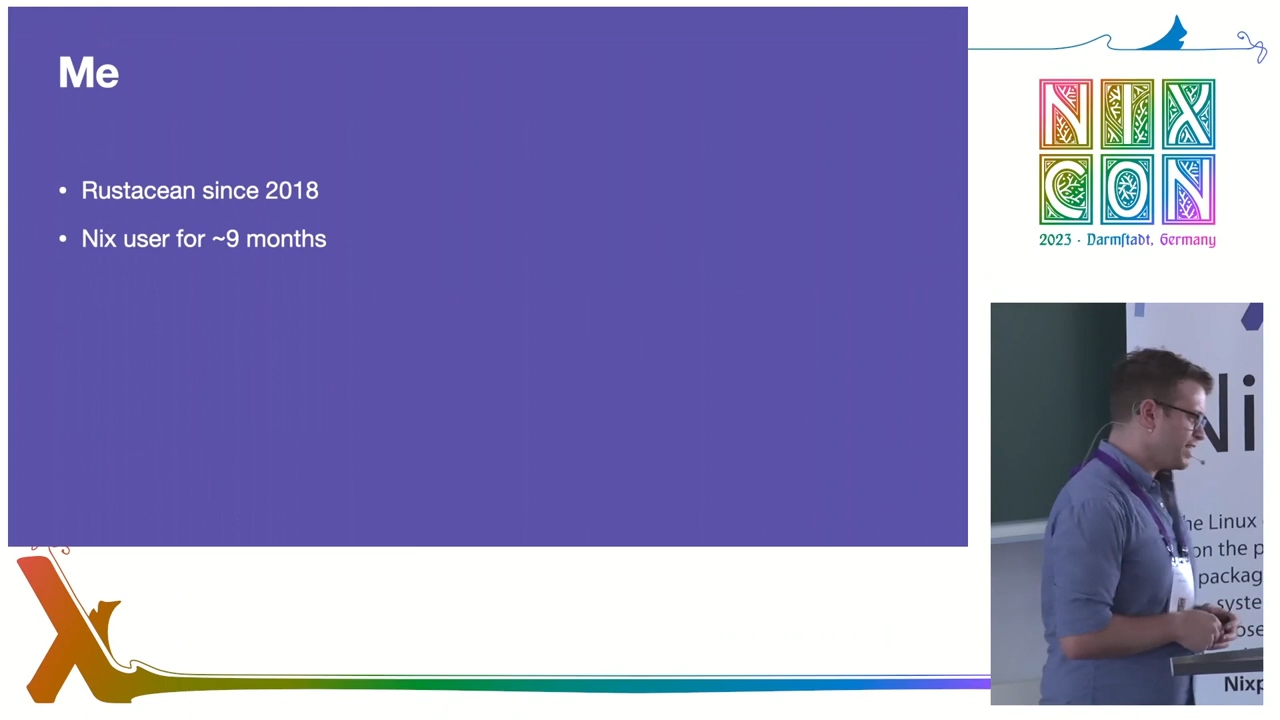 Me
• Rustacean since 2018
• Nix user for ~9 months
NIX
CON
2023 · Darmſtadt, Germany
Ni
he Linux
on the p
packag
syste
ose
Nixp